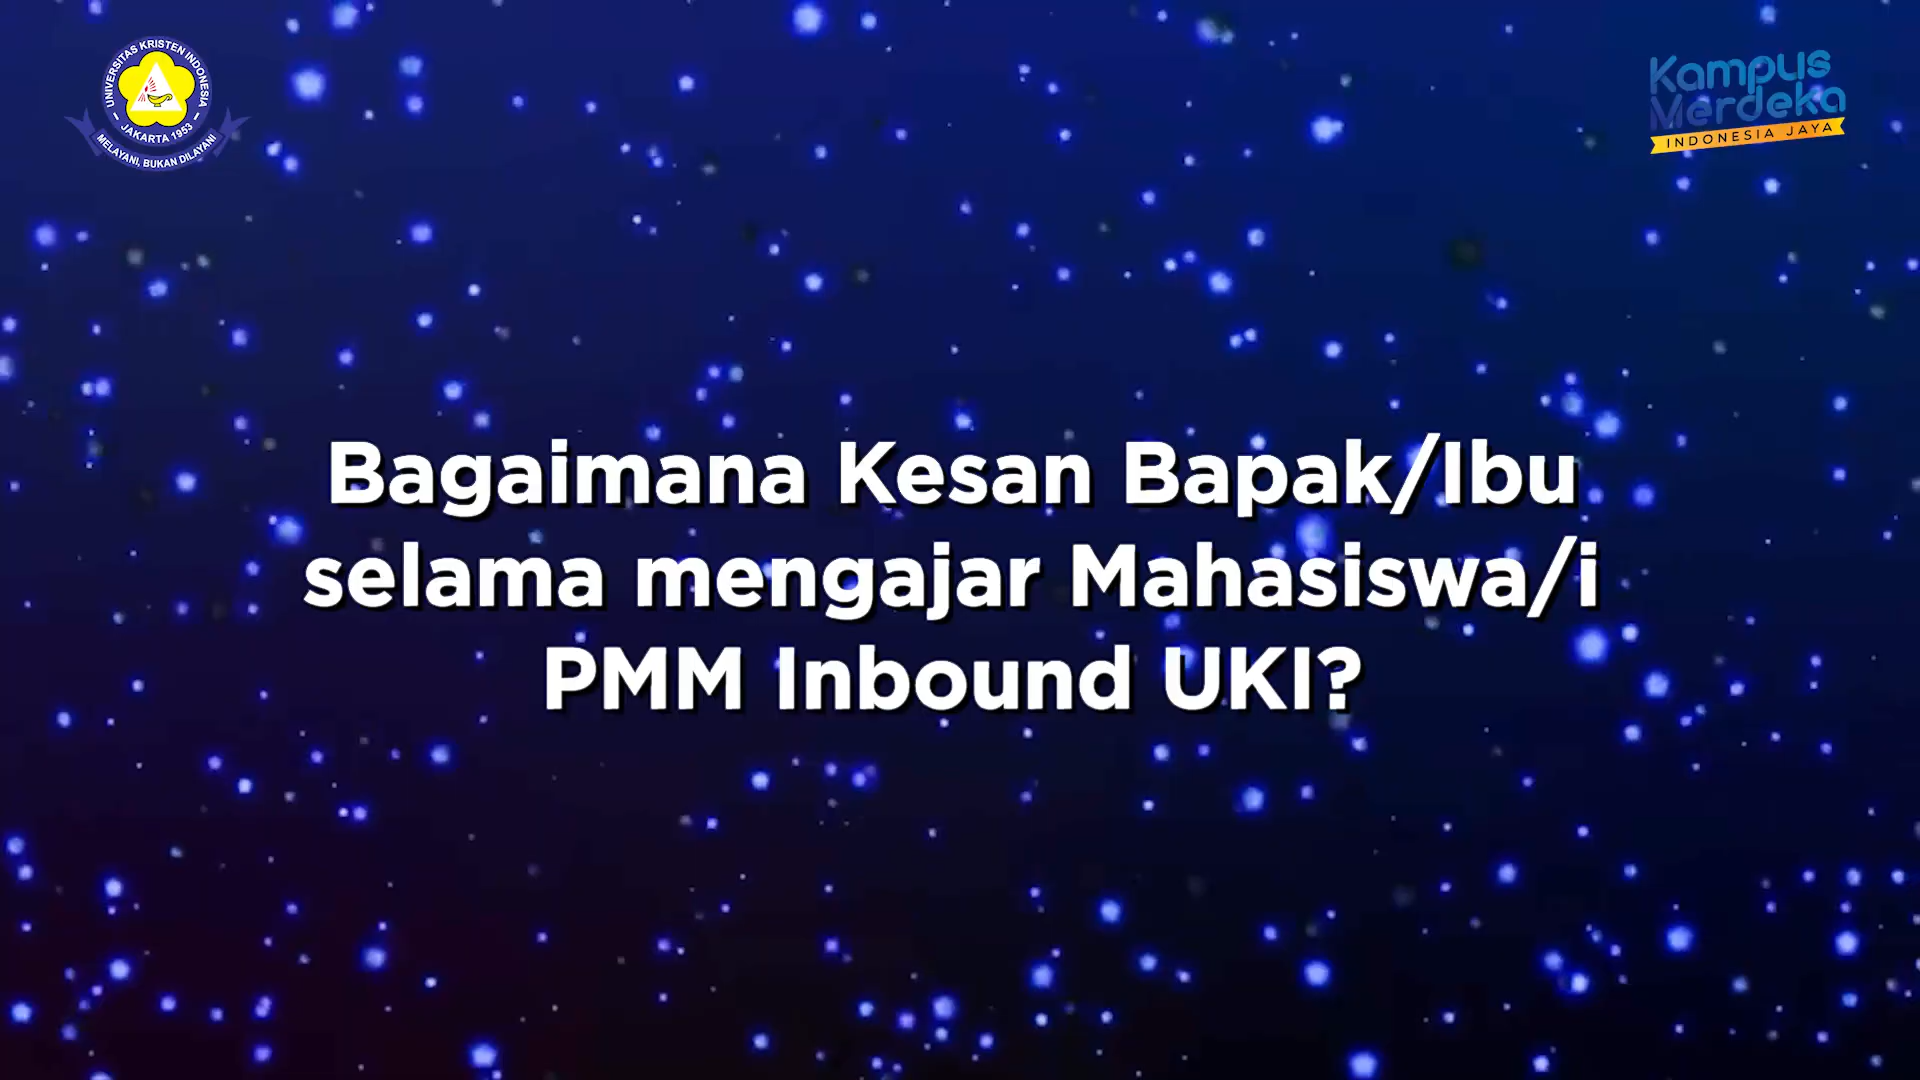 UNIVERSITAS KRISTEN INDONESIA
JAKARTA 1953
MELAYANI, BUKAN DILAYANI
Kampus
Merdeka
INDONESIA JAYA
Bagaimana Kesan Bapak/Ibu
selama mengajar Mahasiswa/i
PMM Inbound UKI?